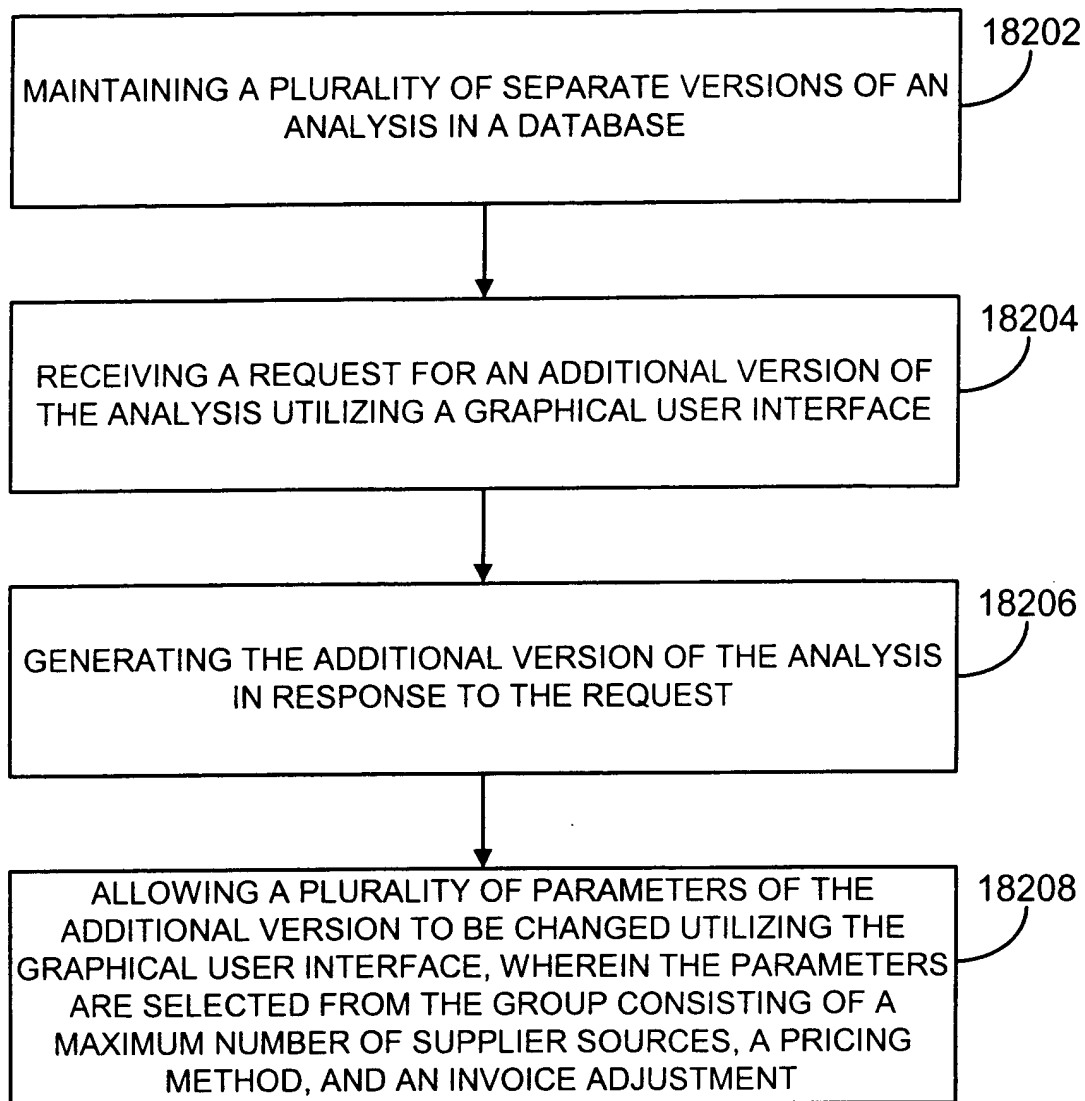 18202
MAINTAINING A PLURALITY OF SEPARATE VERSIONS OF AN
ANALYSIS IN A DATABASE
18204
RECEIVING A REQUEST FOR AN ADDITIONAL VERSION OF
THE ANALYSIS UTILIZING A GRAPHICAL USER INTERFACE
18206
GENERATING THE ADDITIONAL VERSION OF THE ANALYSIS
IN RESPONSE TO THE REQUEST
18208
ALLOWING A PLURALITY OF PARAMETERS OF THE
ADDITIONAL VERSION TO BE CHANGED UTILIZING THE
GRAPHICAL USER INTERFACE, WHEREIN THE PARAMETERS
ARE SELECTED FROM THE GROUP CONSISTING OF A
MAXIMUM NUMBER OF SUPPLIER SOURCES, A PRICING
METHOD, AND AN INVOICE ADJUSTMENT